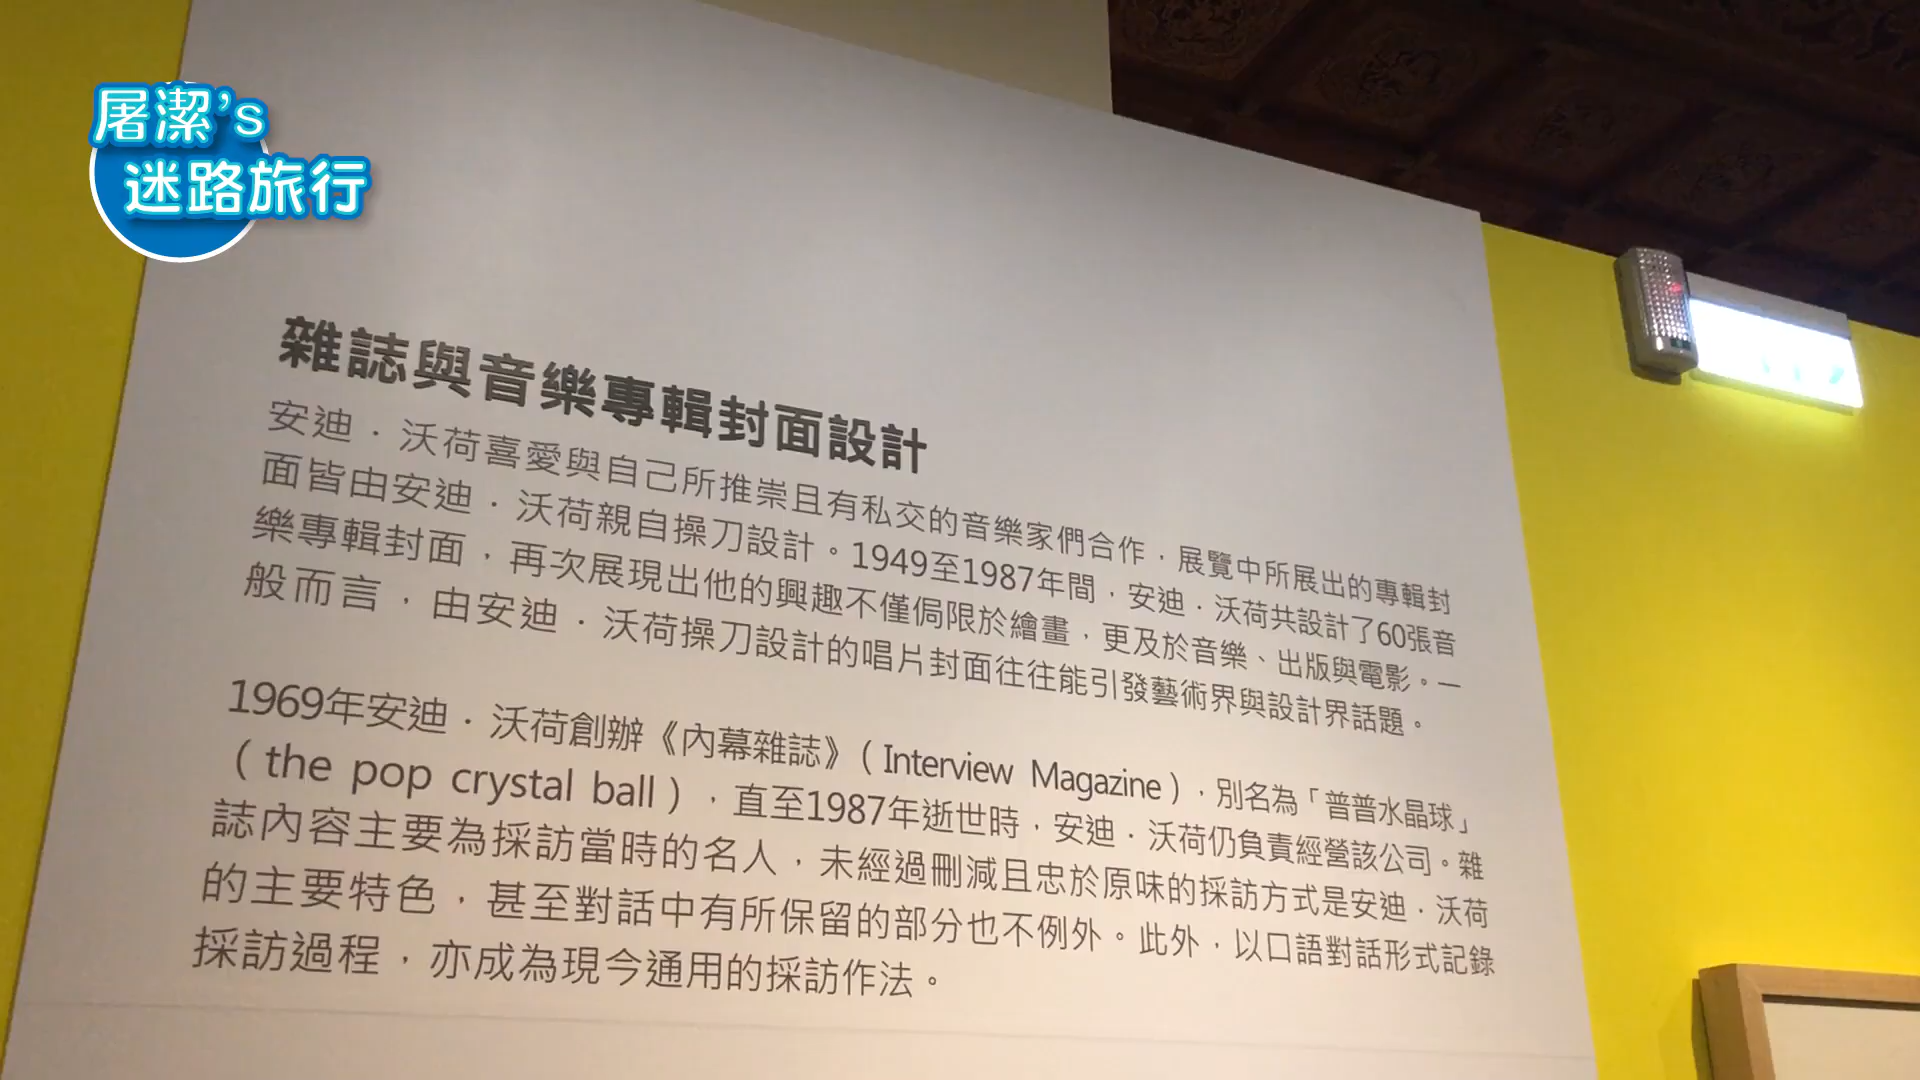 屠潔's
迷路旅行
雜誌與音樂專輯封面設計
安迪．沃荷喜愛與自己所推崇且有私交的音樂家們合作，展覽中所展出的專輯封
面皆由安迪．沃荷親自操刀設計。1949至1987年間，安迪．沃荷共設計了60張音
樂專輯封面，再次展現出他的興趣不僅侷限於繪畫，更及於音樂、出版與電影。一
般而言，由安迪．沃荷操刀設計的唱片封面往往能引發藝術界與設計界話題。
1969年安迪．沃荷創辦《內幕雜誌》（Interview Magazine），別名為「普普水晶球」
（the pop crystal ball），直至1987年逝世時，安迪．沃荷仍負責經營該公司。雜
誌內容主要為採訪當時的名人，未經過刪減且忠於原味的採訪方式是安迪．沃荷
的主要特色，甚至對話中有所保留的部分也不例外。此外，以口語對話形式記錄
採訪過程，亦成為現今通用的採訪作法。